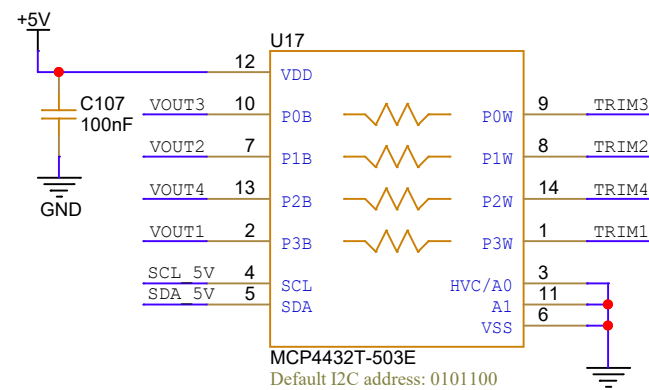 +5V
U17
12 VDD
C107
100nF
GND
VOUT3 10 P0B P0W 9 TRIM3
VOUT2 7 P1B P1W 8 TRIM2
VOUT4 13 P2B P2W 14 TRIM4
VOUT1 2 P3B P3W 1 TRIM1
SCL_5V 4 SCL HVC/A0 3
SDA_5V 5 SDA A1 11
VSS 6
MCP4432T-503E
Default I2C address: 0101100